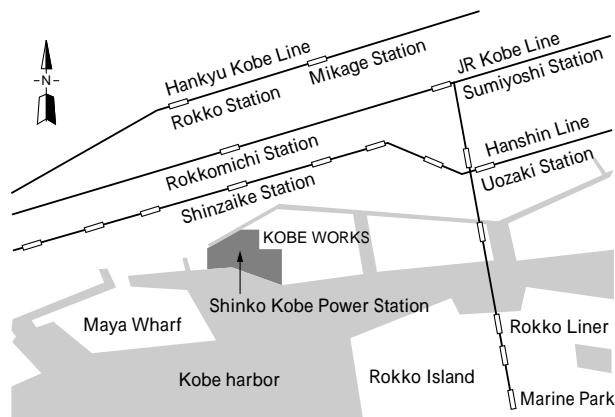 Hankyu Kobe Line
Mikage Station
Rokko Station
JR Kobe Line
Sumiyoshi Station
N
Rokkomichi Station
Hanshin Line
Uozaki Station
Shinzaike Station
KOBE WORKS
Shinko Kobe Power Station
Maya Wharf
Rokko Liner
Kobe harbor
Rokko Island
Marine Park